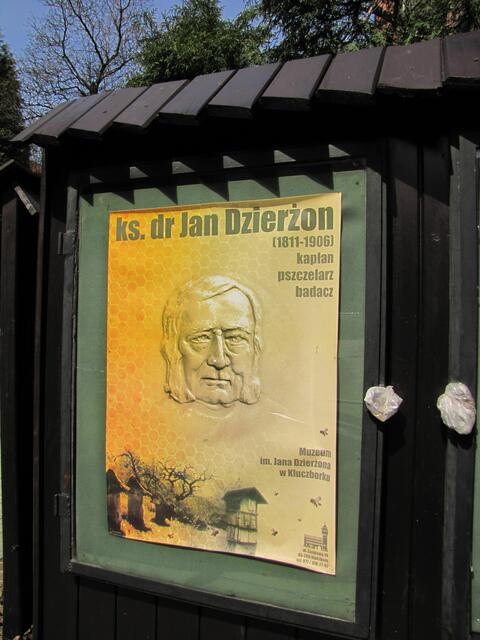 ks. dr Jan Dzierżon
(1811-1906)
kapłan
pszczelarz
badacz
Muzeum
im. Jana Dzierżona
w Kluczborku